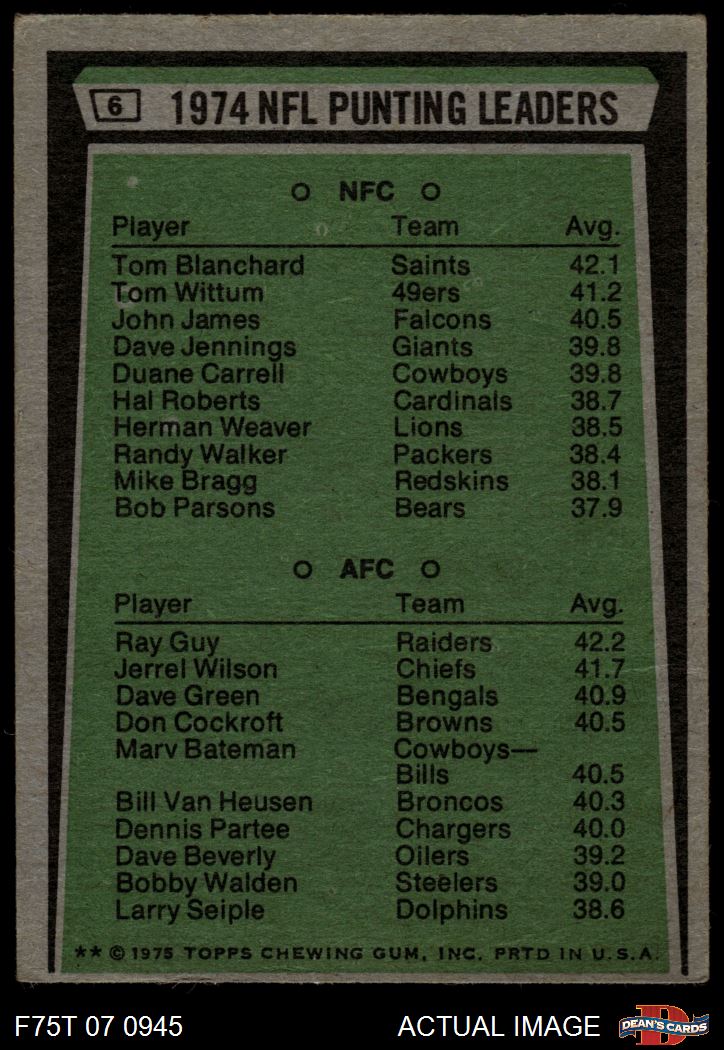 6 1974 NFL PUNTING LEADERS
O NFC O
Player Team Avg.
Tom Blanchard Saints 42.1
Tom Wittum 49ers 41.2
John James Falcons 40.5
Dave Jennings Giants 39.8
Duane Carrell Cowboys 39.8
Hal Roberts Cardinals 38.7
Herman Weaver Lions 38.5
Randy Walker Packers 38.4
Mike Bragg Redskins 38.1
Bob Parsons Bears 37.9
O AFC O
Player Team Avg.
Ray Guy Raiders 42.2
Jerrel Wilson Chiefs 41.7
Dave Green Bengals 40.9
Don Cockroft Browns 40.5
Marv Bateman Cowboys—
Bills 40.5
Bill Van Heusen Broncos 40.3
Dennis Partee Chargers 40.0
Dave Beverly Oilers 39.2
Bobby Walden Steelers 39.0
Larry Seiple Dolphins 38.6
** © 1975 TOPPS CHEWING GUM, INC. PRTD IN U.S.A.
F75T 07 0945 ACTUAL IMAGE D DEAN'S CARDS